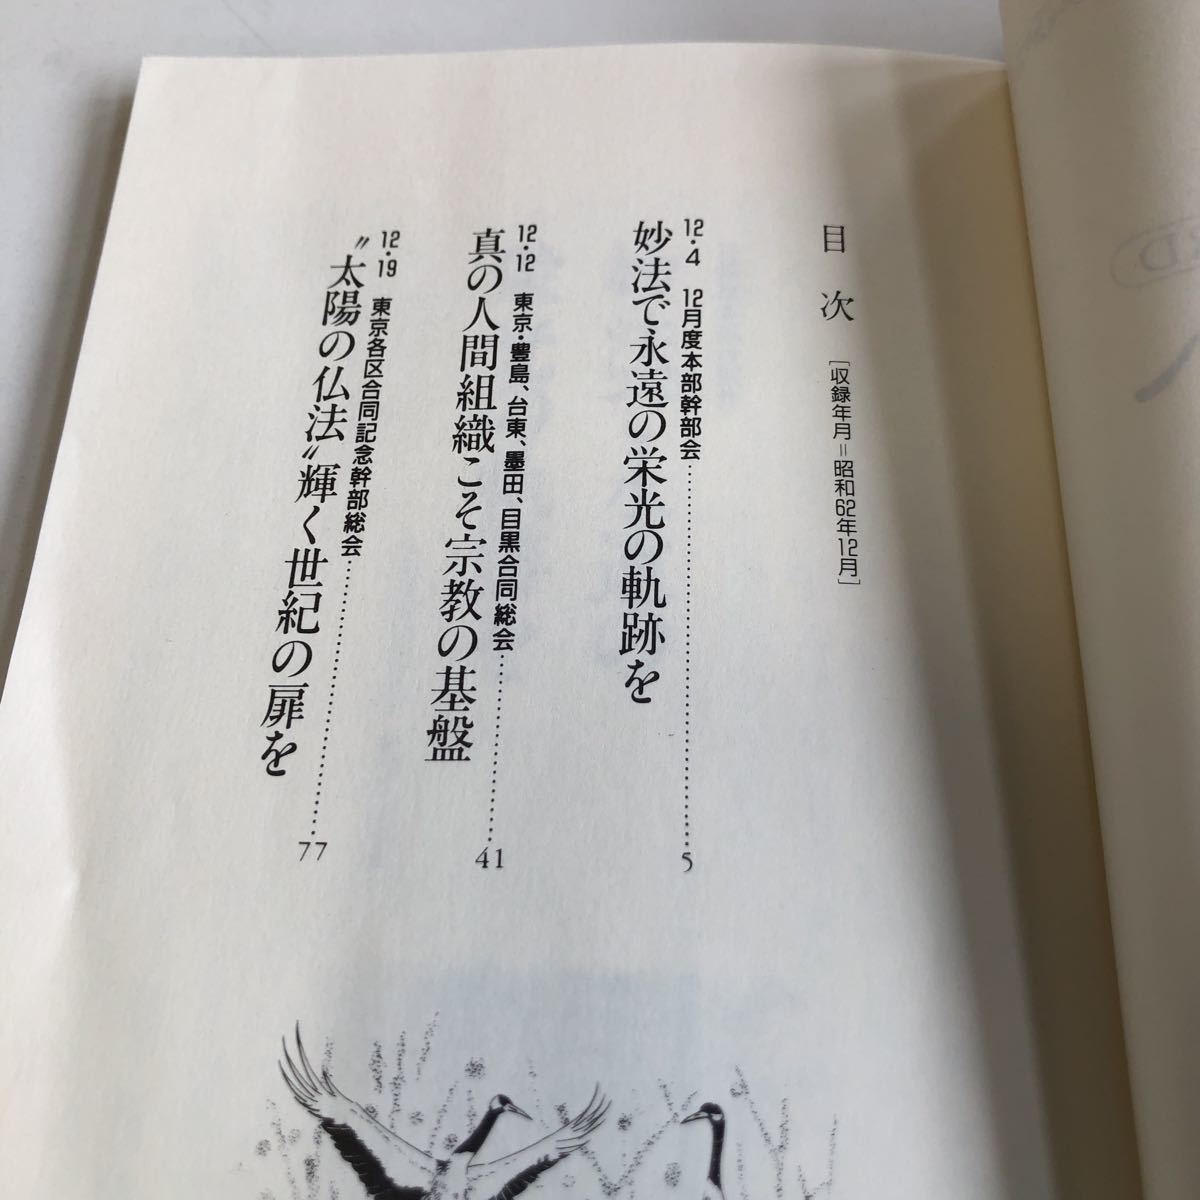 目次 [収録年月＝昭和62年12月]
12・4 12月度本部幹部会……………………5
妙法で永遠の栄光の軌跡を
12・12 東京・豊島、台東、墨田、目黒合同総会……………41
真の人間組織こそ宗教の基盤
12・19 東京各区合同記念幹部総会………………77
〝太陽の仏法〟輝く世紀の扉を